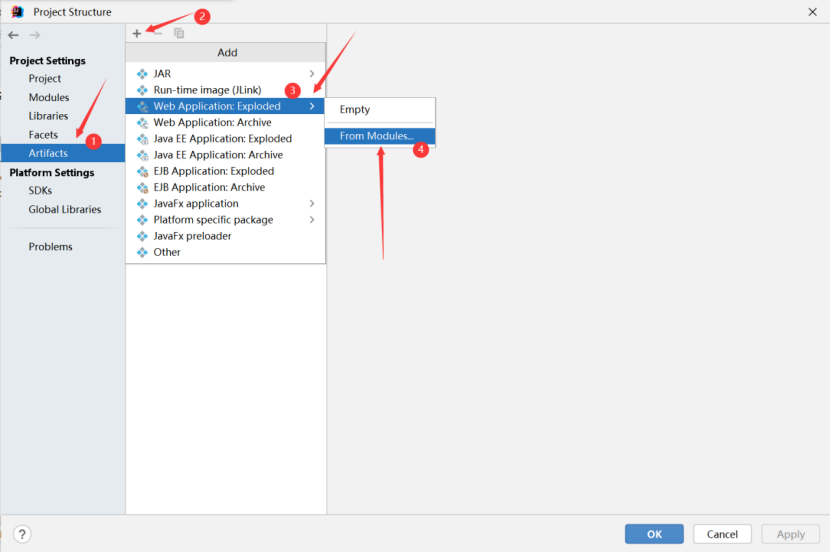 Project Structure
2
Add
Project Settings
Project
Modules
Libraries
Facets
Artifacts
1
Platform Settings
SDKs
Global Libraries
Problems
JAR
Run-time image (JLink)
3
Web Application: Exploded
Web Application: Archive
Java EE Application: Exploded
Java EE Application: Archive
EJB Application: Exploded
EJB Application: Archive
JavaFx application
Platform specific package
JavaFx preloader
Other
Empty
From Modules...
4
?
OK
Cancel
Apply